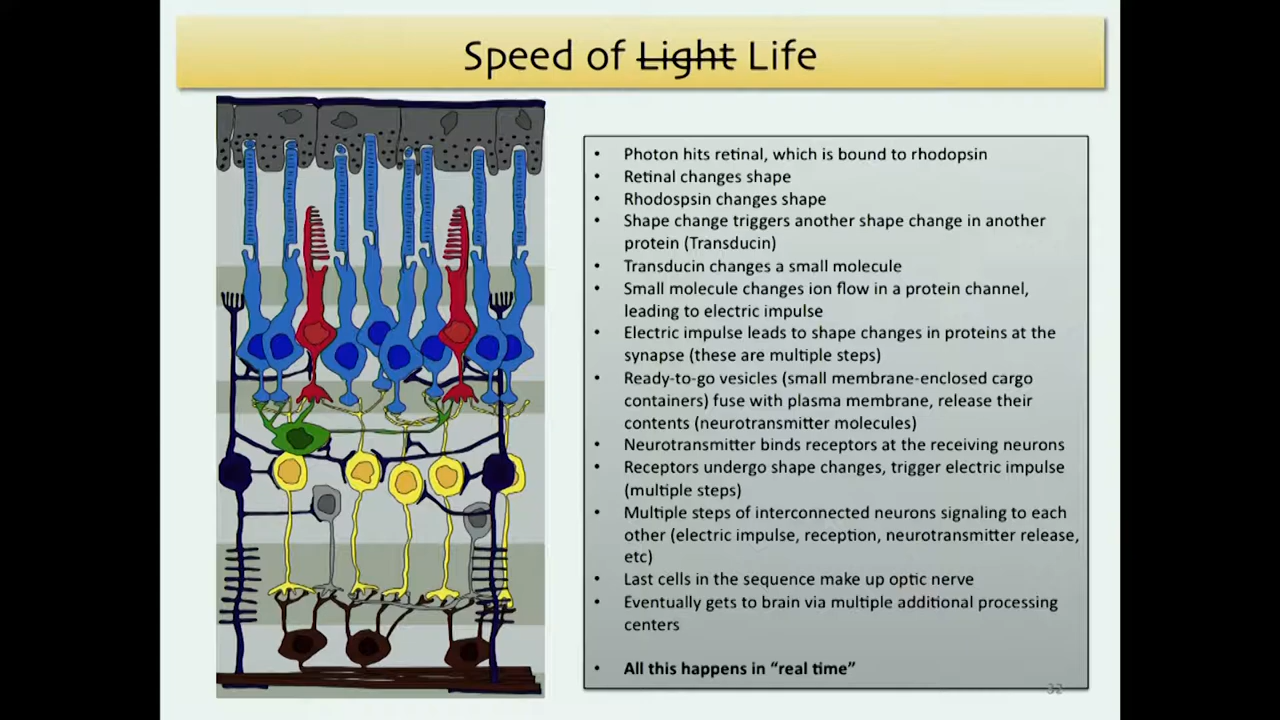 Speed of Light Life
• Photon hits retinal, which is bound to rhodopsin
• Retinal changes shape
• Rhodospsin changes shape
• Shape change triggers another shape change in another
protein (Transducin)
• Transducin changes a small molecule
• Small molecule changes ion flow in a protein channel,
leading to electric impulse
• Electric impulse leads to shape changes in proteins at the
synapse (these are multiple steps)
• Ready-to-go vesicles (small membrane-enclosed cargo
containers) fuse with plasma membrane, release their
contents (neurotransmitter molecules)
• Neurotransmitter binds receptors at the receiving neurons
• Receptors undergo shape changes, trigger electric impulse
(multiple steps)
• Multiple steps of interconnected neurons signaling to each
other (electric impulse, reception, neurotransmitter release,
etc)
• Last cells in the sequence make up optic nerve
• Eventually gets to brain via multiple additional processing
centers
• All this happens in “real time”
32